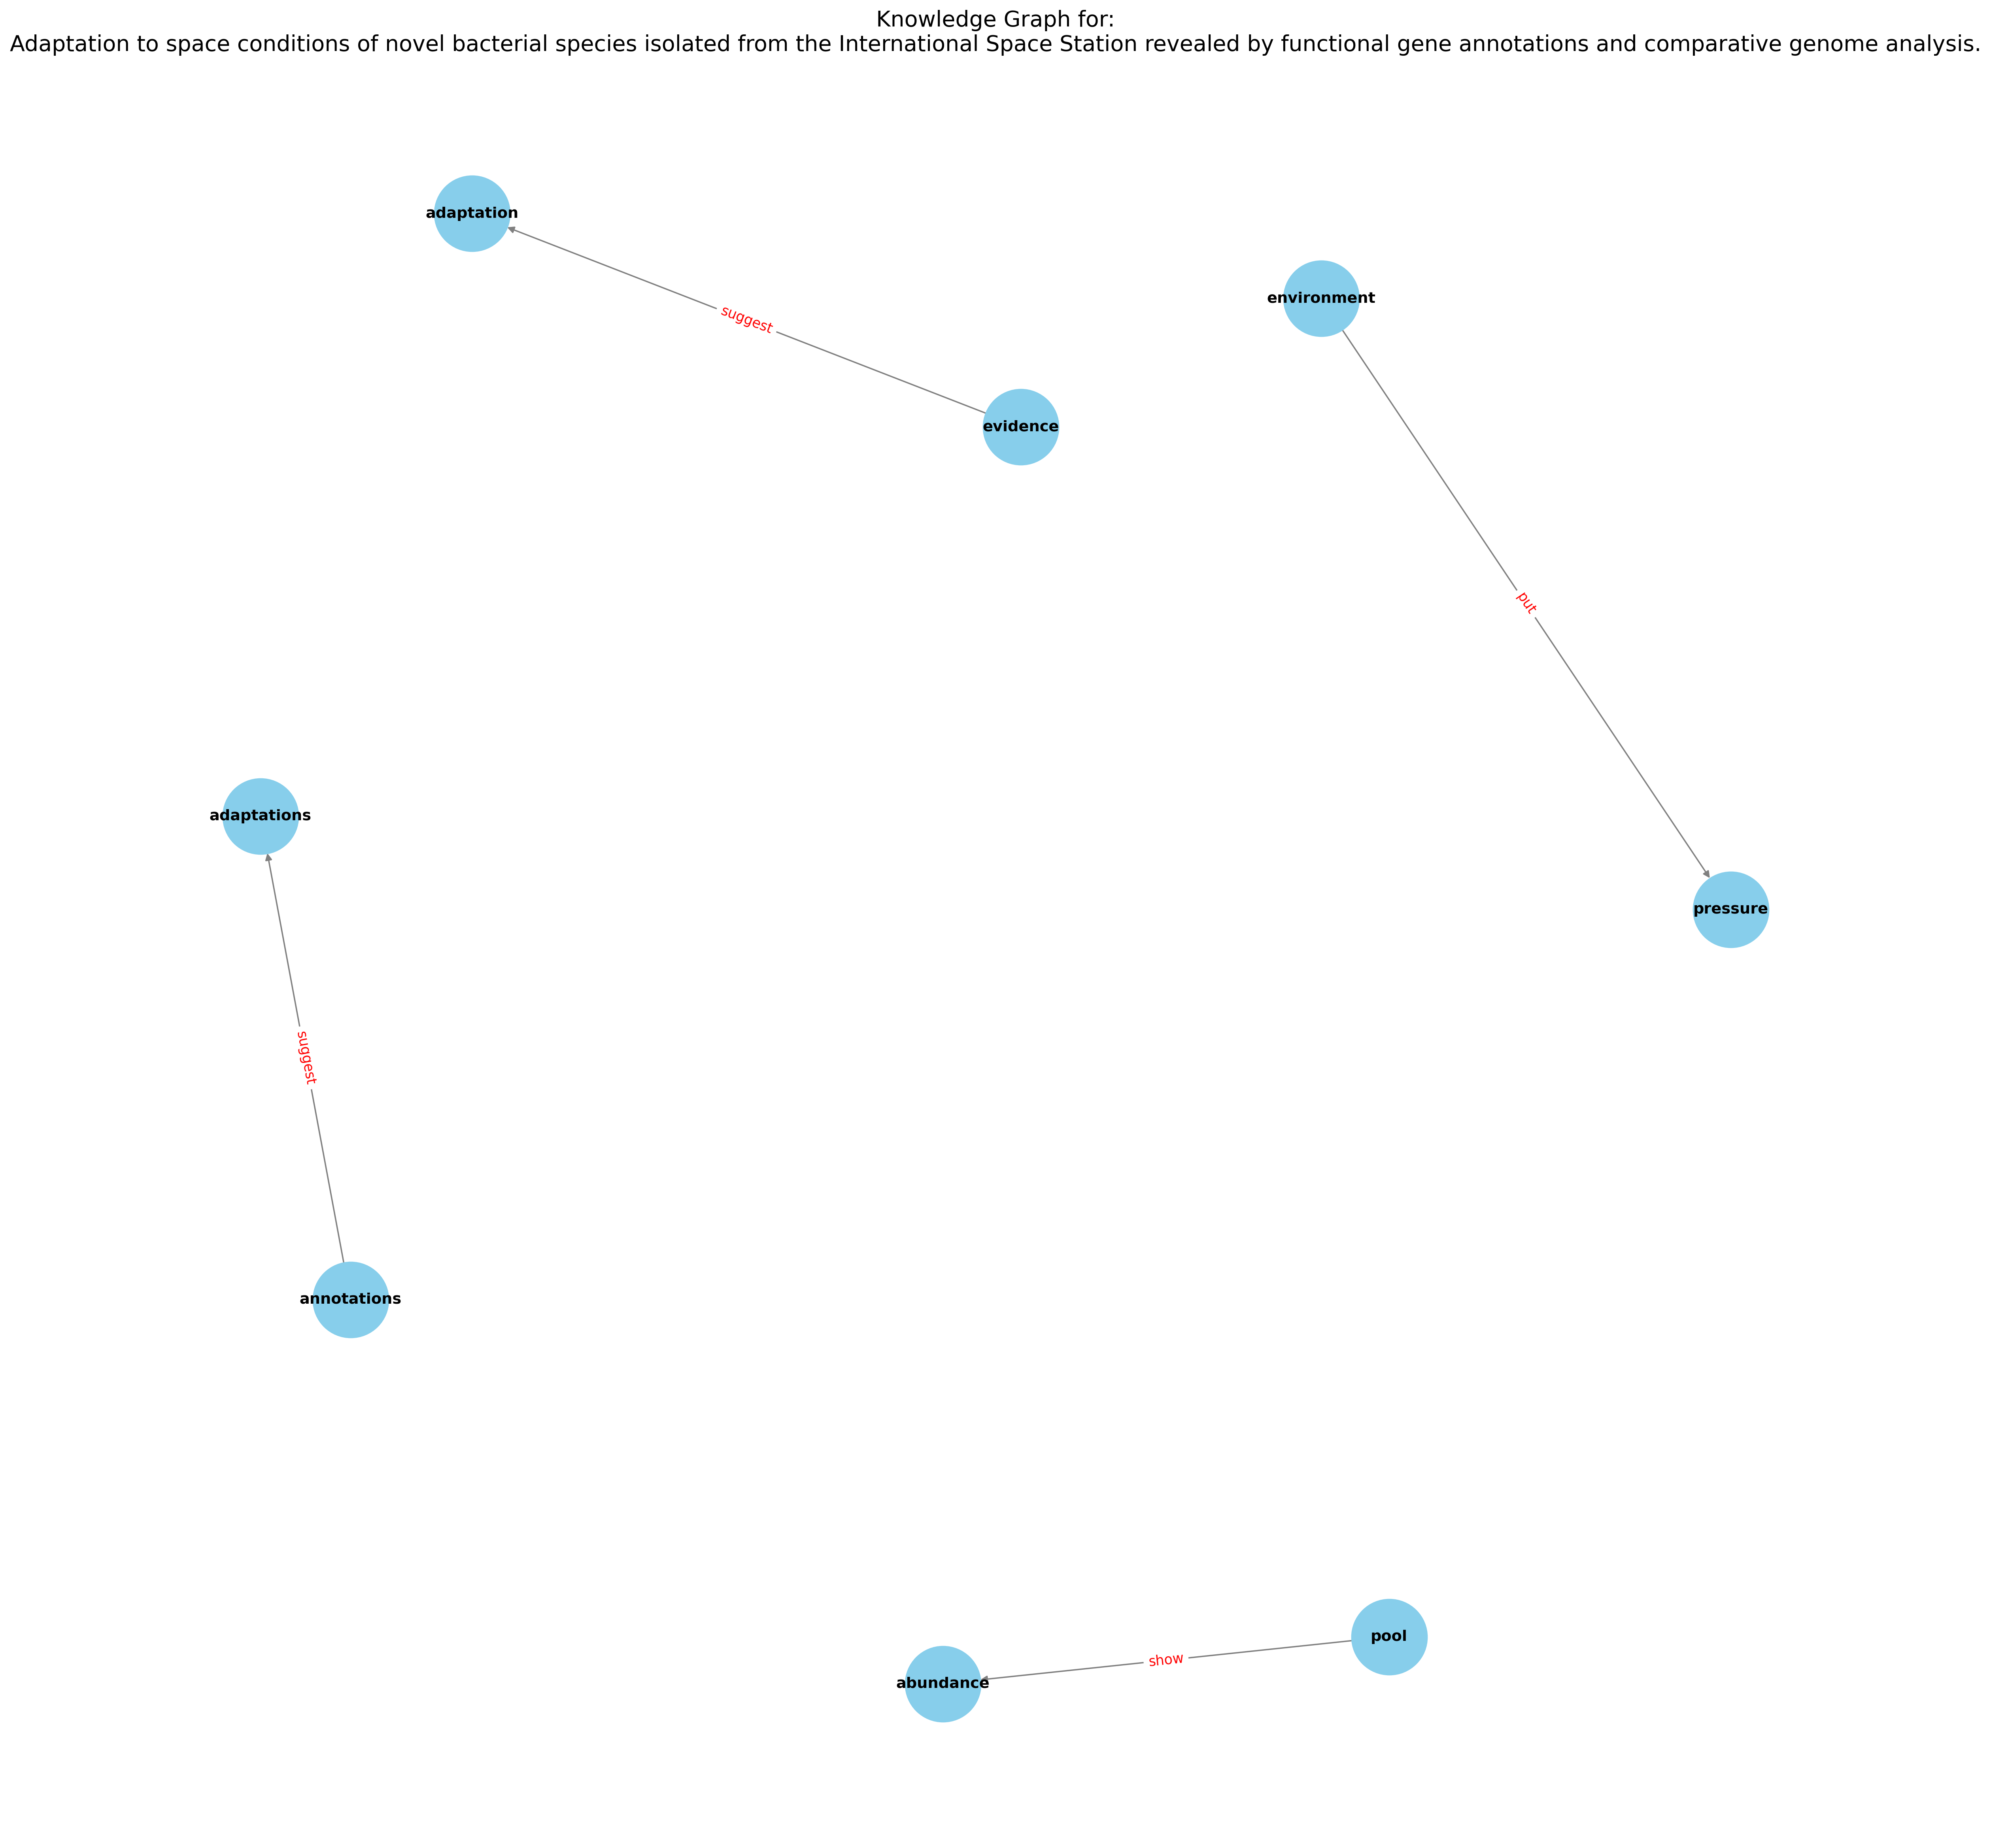 Knowledge Graph for:
Adaptation to space conditions of novel bacterial species isolated from the International Space Station revealed by functional gene annotations and comparative genome analysis.
adaptation
environment
suggest
evidence
put
adaptations
pressure
suggest
annotations
pool
show
abundance